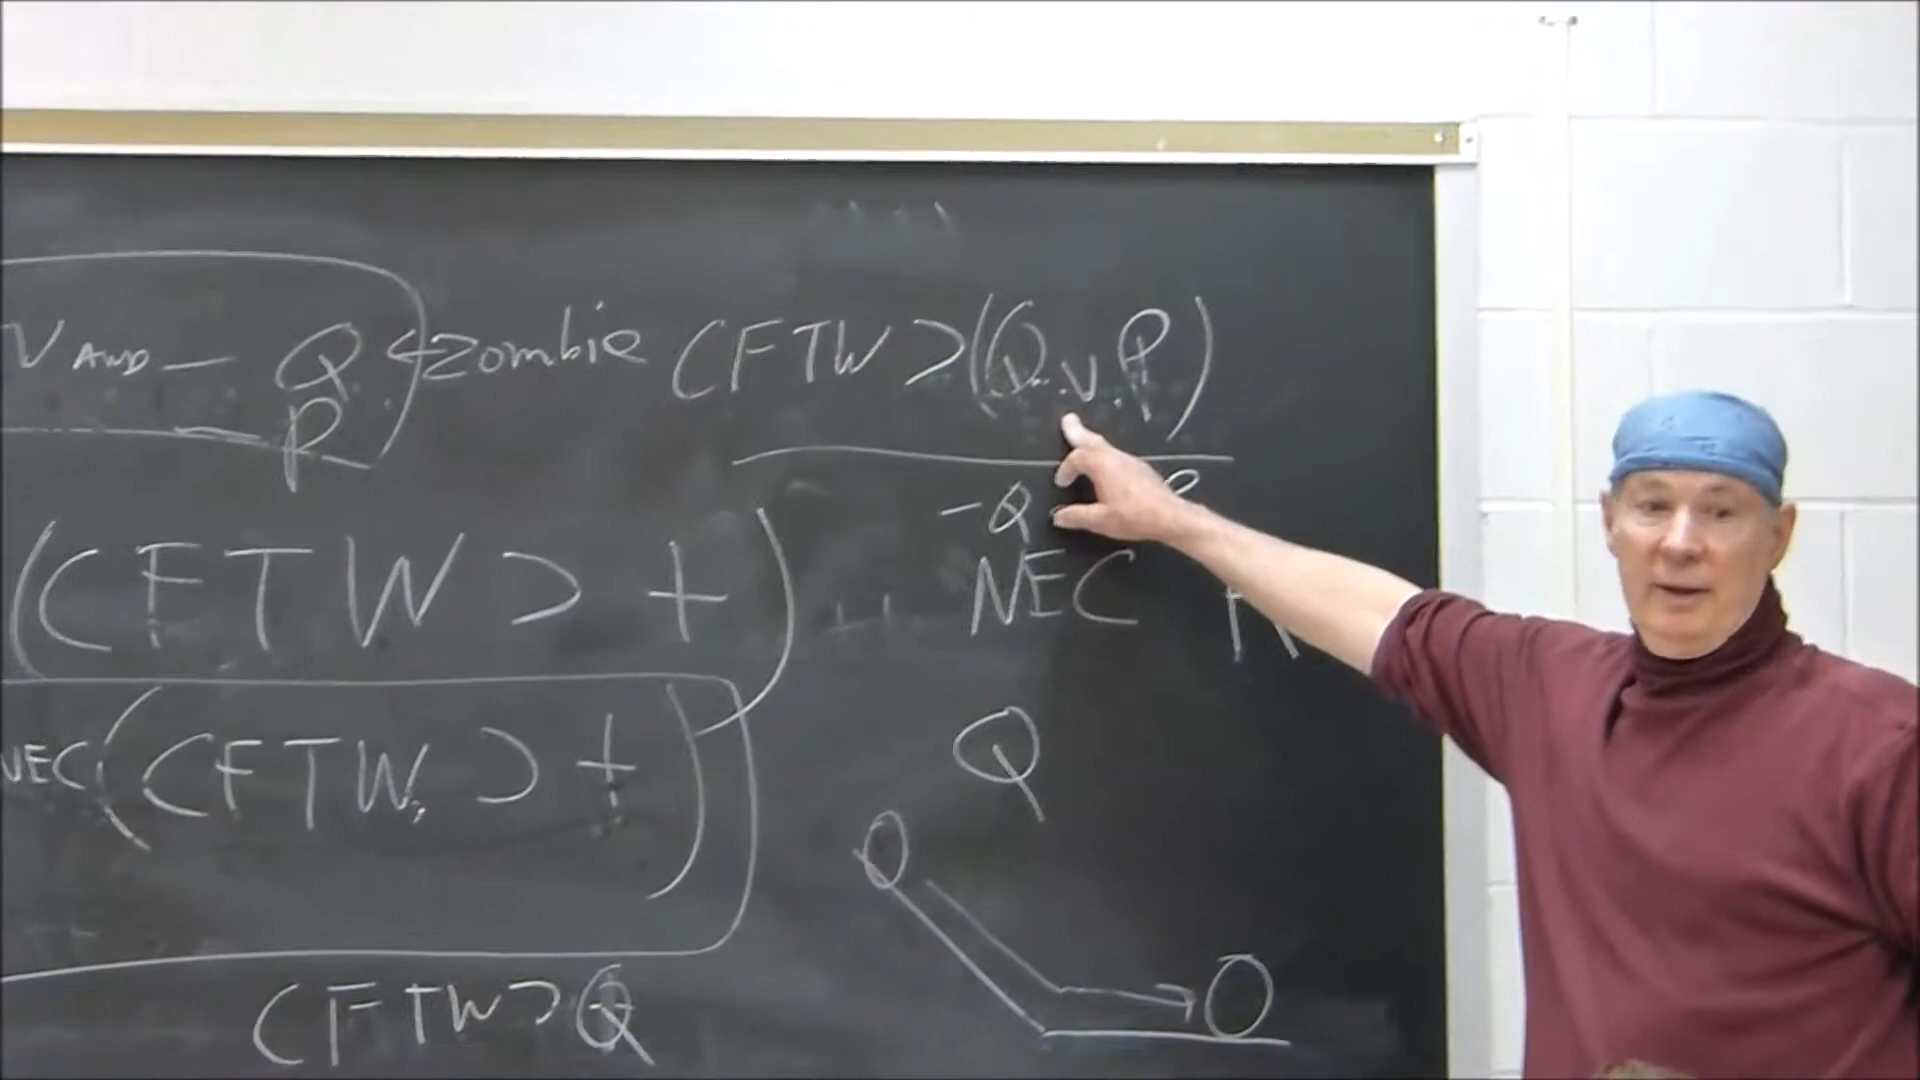 V AND — Q ← zombie CFTW > (Q v P)
P
-Q P
(CFTW > +)
NEC
NEC (CFTW > +)
Q
CFTW > Q